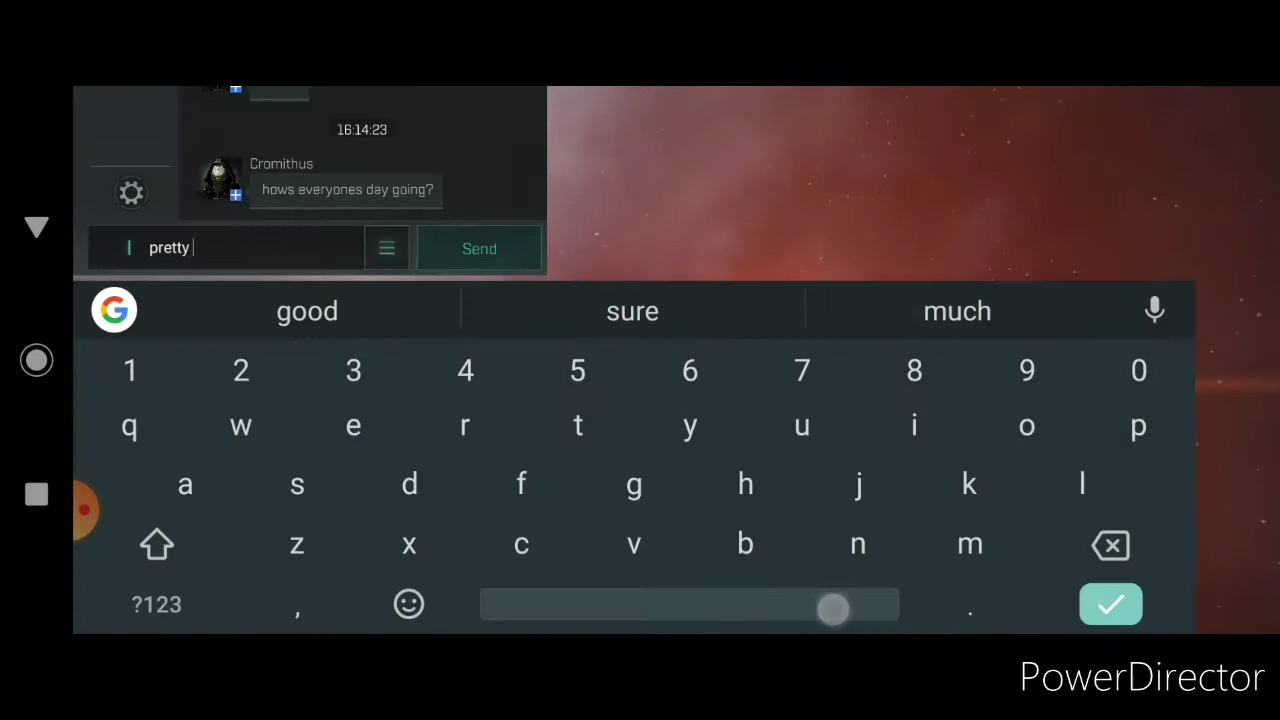 16:14:23
Cromithus
hows everyones day going?
pretty
Send
good sure much
1 2 3 4 5 6 7 8 9 0
q w e r t y u i o p
a s d f g h j k l
z x c v b n m
?123 , .
PowerDirector